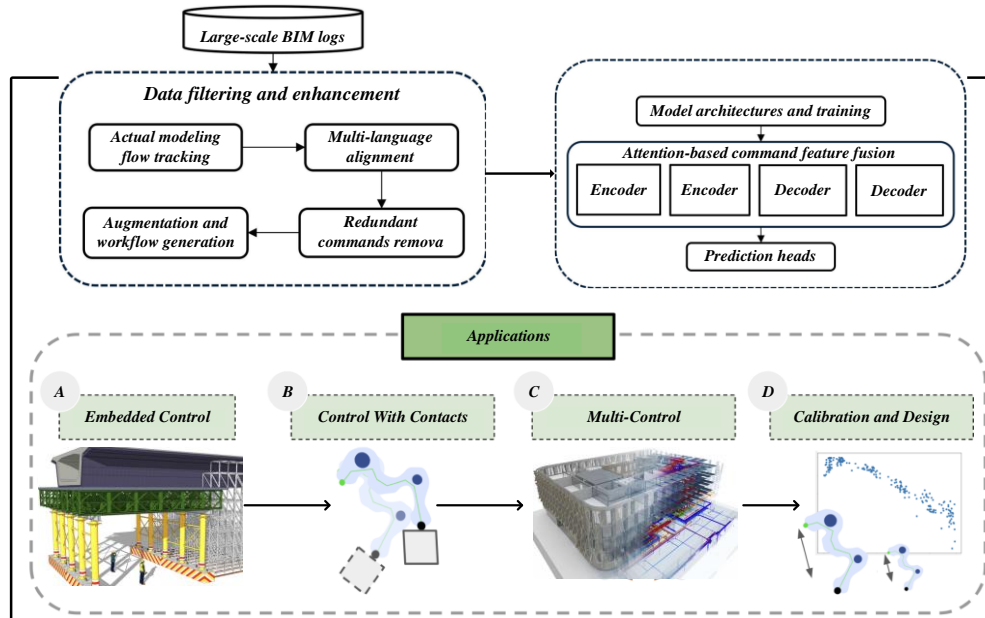 Large-scale BIM logs
Data filtering and enhancement
Actual modeling
flow tracking
Multi-language
alignment
Augmentation and
workflow generation
Redundant
commands remova
Model architectures and training
Attention-based command feature fusion
Encoder
Encoder
Decoder
Decoder
Prediction heads
Applications
A
Embedded Control
B
Control With Contacts
C
Multi-Control
D
Calibration and Design